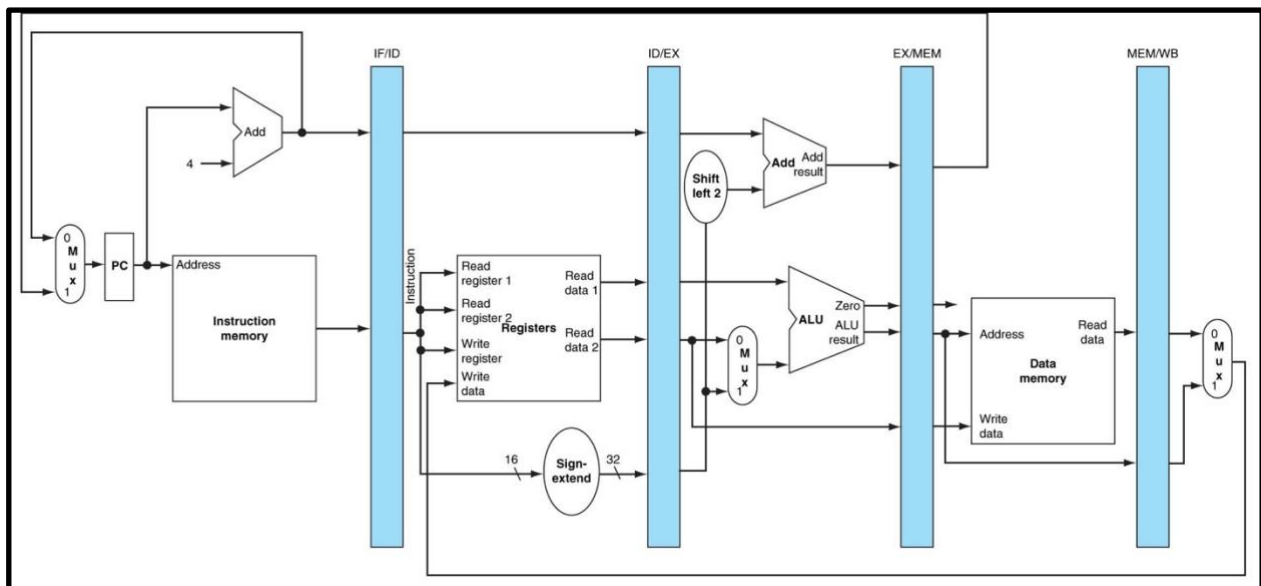 IF/ID
ID/EX
EX/MEM
MEM/WB
Add
4
Add
Add
result
Shift
left 2
0
M
u
x
1
PC
Address
Instruction
memory
Instruction
Read
register 1
Read
register 2
Write
register
Write
data
Registers
Read
data 1
Read
data 2
16
Sign-
extend
32
0
M
u
x
1
Zero
ALU
ALU
result
Address
Read
data
Data
memory
Write
data
0
M
u
x
1